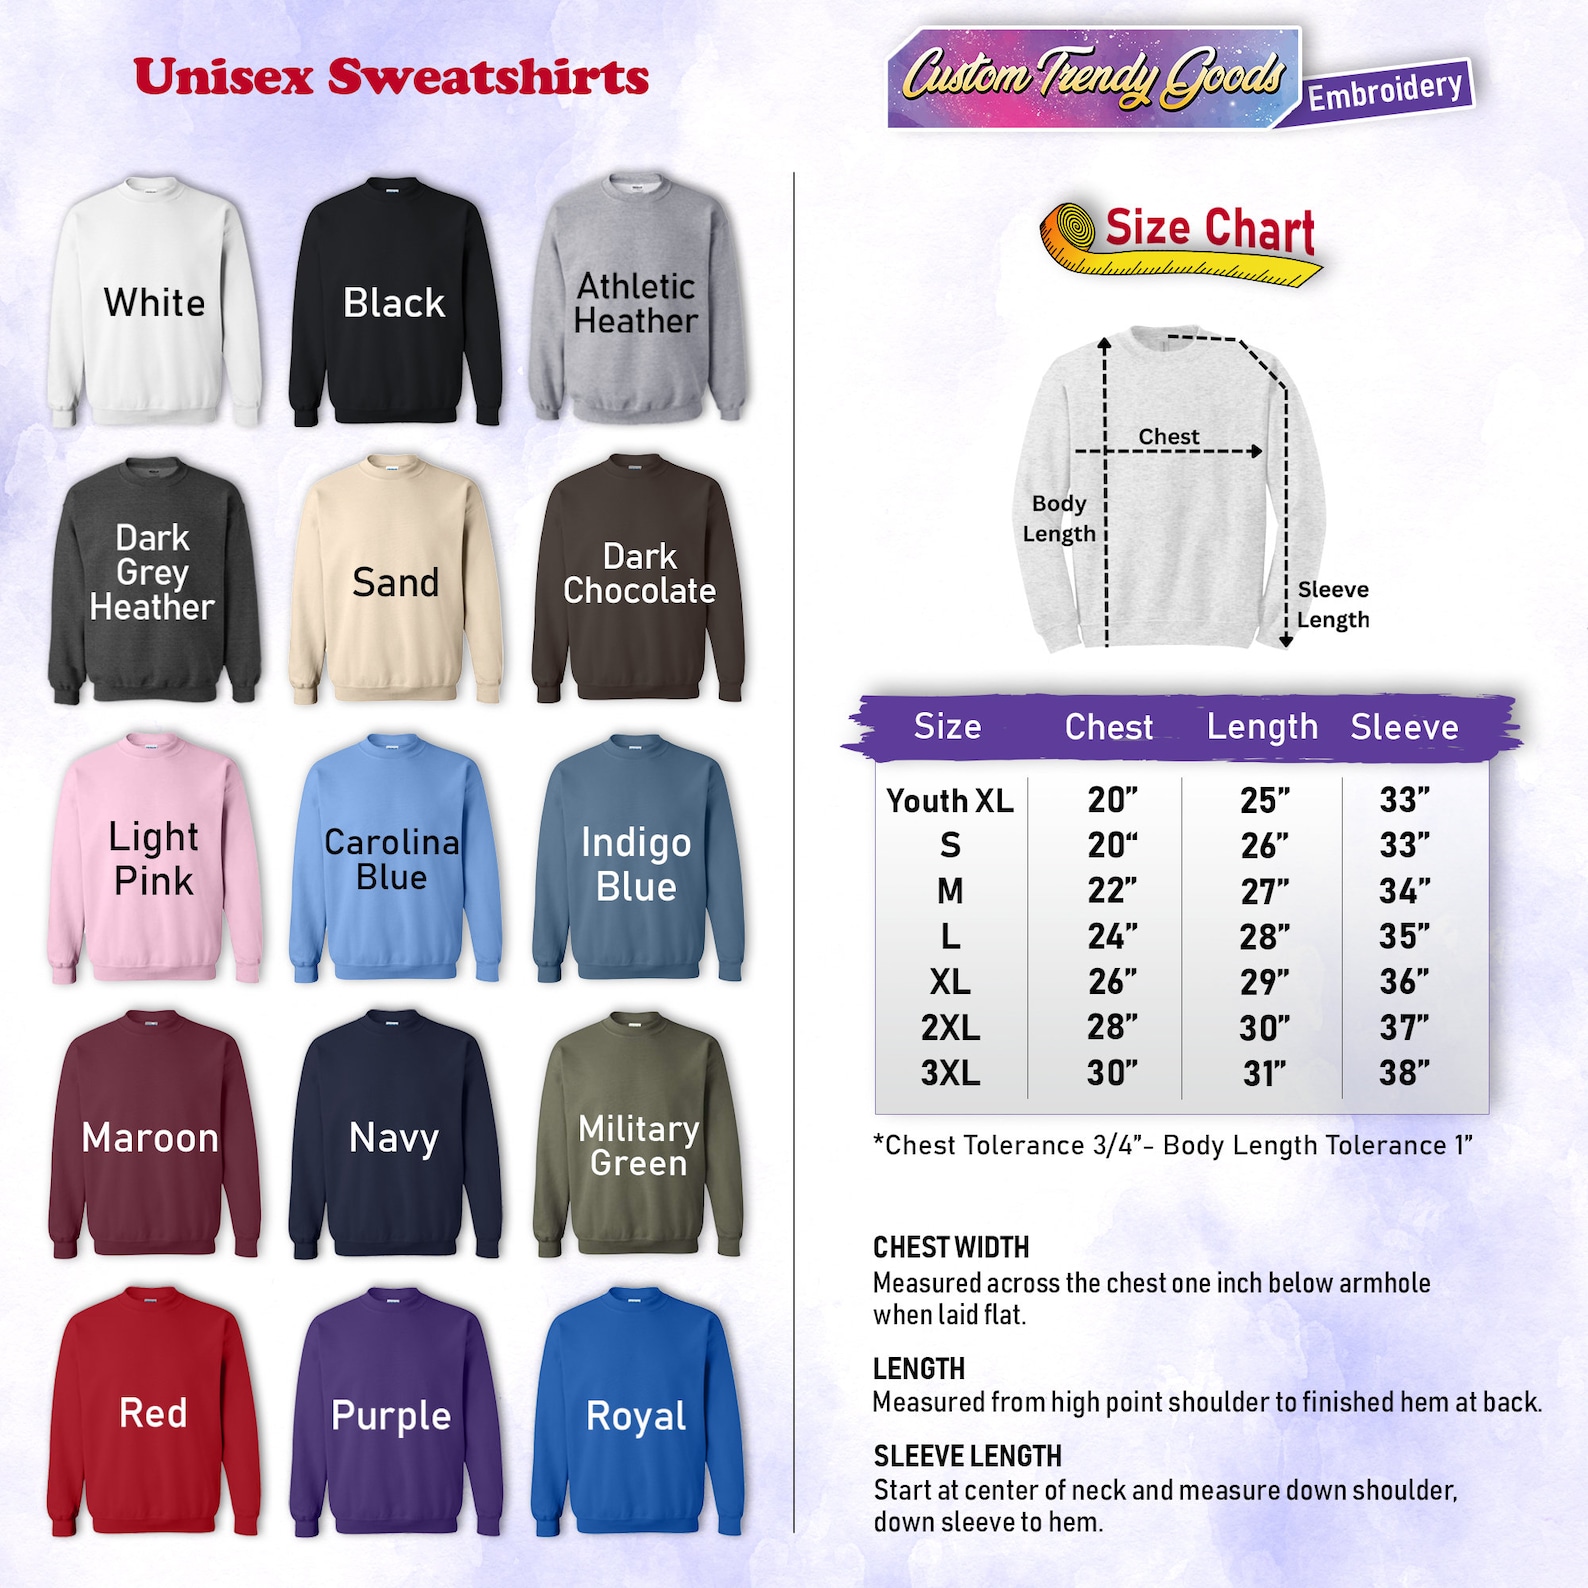 Unisex Sweatshirts
White
Black
Athletic
Heather
Dark
Grey
Heather
Sand
Dark
Chocolate
Light
Pink
Carolina
Blue
Indigo
Blue
Maroon
Navy
Military
Green
Red
Purple
Royal
Custom Trendy Goods
Embroidery
Size Chart
Chest
Body
Length
Sleeve
Length
Size Chest Length Sleeve
Youth XL 20” 25” 33”
S 20“ 26” 33”
M 22” 27” 34”
L 24” 28” 35”
XL 26” 29” 36”
2XL 28” 30” 37”
3XL 30” 31” 38”
*Chest Tolerance 3/4”- Body Length Tolerance 1”
CHEST WIDTH
Measured across the chest one inch below armhole
when laid flat.
LENGTH
Measured from high point shoulder to finished hem at back.
SLEEVE LENGTH
Start at center of neck and measure down shoulder,
down sleeve to hem.